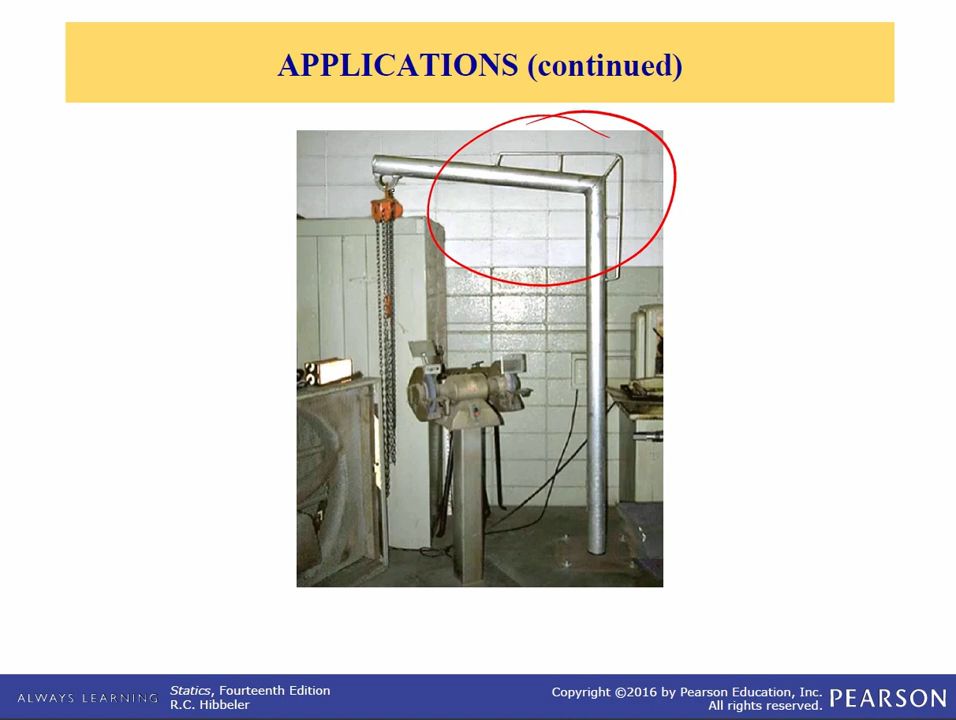 APPLICATIONS (continued)
ALWAYS LEARNING
Statics, Fourteenth Edition
R.C. Hibbeler
Copyright ©2016 by Pearson Education, Inc.
All rights reserved.
PEARSON